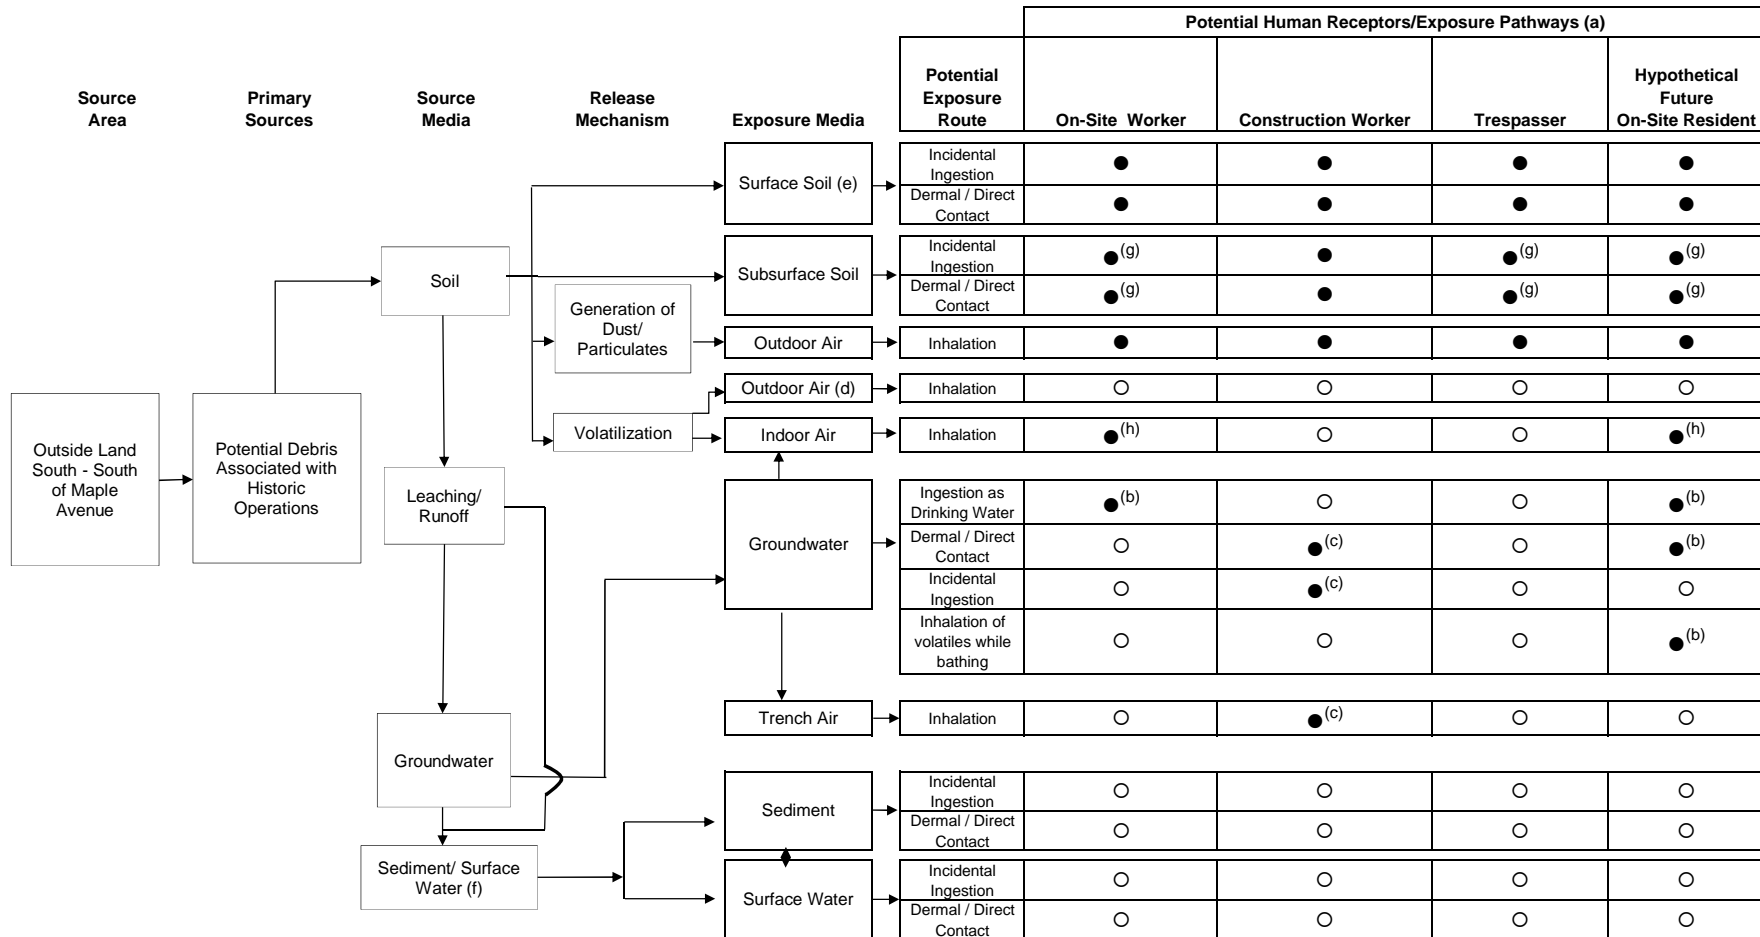 Potential Human Receptors/Exposure Pathways (a)
Source
Area
Primary
Sources
Source
Media
Release
Mechanism
Exposure Media
Potential
Exposure
Route
On-Site Worker
Construction Worker
Trespasser
Hypothetical
Future
On-Site Resident
Surface Soil (e)
Incidental
Ingestion
● ● ● ●
Dermal / Direct
Contact
● ● ● ●
Soil
Subsurface Soil
Incidental
Ingestion
●(g) ● ●(g) ●(g)
Dermal / Direct
Contact
●(g) ● ●(g) ●(g)
Generation of
Dust/
Particulates
Outdoor Air
Inhalation
● ● ● ●
Outdoor Air (d)
Inhalation
○ ○ ○ ○
Volatilization
Indoor Air
Inhalation
●(h) ○ ○ ●(h)
Outside Land
South - South
of Maple
Avenue
Potential Debris
Associated with
Historic
Operations
Leaching/
Runoff
Groundwater
Ingestion as
Drinking Water
●(b) ○ ○ ●(b)
Dermal / Direct
Contact
○ ●(c) ○ ●(b)
Incidental
Ingestion
○ ●(c) ○ ○
Inhalation of
volatiles while
bathing
○ ○ ○ ●(b)
Trench Air
Inhalation
○ ●(c) ○ ○
Groundwater
Sediment
Incidental
Ingestion
○ ○ ○ ○
Dermal / Direct
Contact
○ ○ ○ ○
Sediment/ Surface
Water (f)
Surface Water
Incidental
Ingestion
○ ○ ○ ○
Dermal / Direct
Contact
○ ○ ○ ○